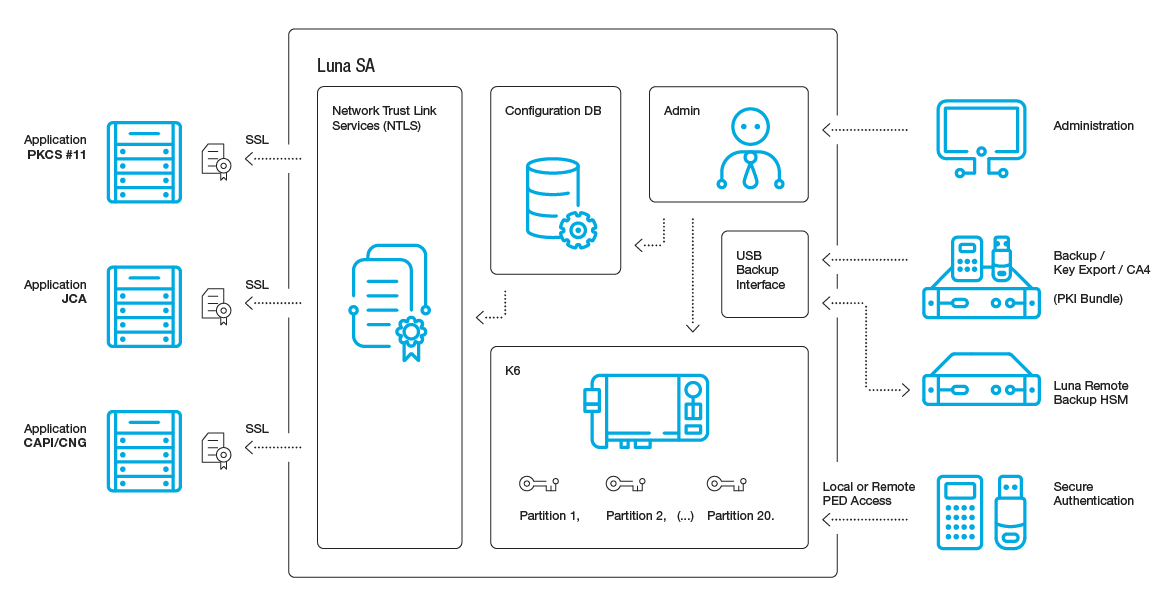 Luna SA
Application
PKCS #11
SSL
Application
JCA
SSL
Application
CAPI/CNG
SSL
Network Trust Link
Services (NTLS)
Configuration DB
Admin
USB
Backup
Interface
K6
Partition 1,
Partition 2,
(...)
Partition 20.
Administration
Backup /
Key Export / CA4
(PKI Bundle)
Luna Remote
Backup HSM
Local or Remote
PED Access
Secure
Authentication